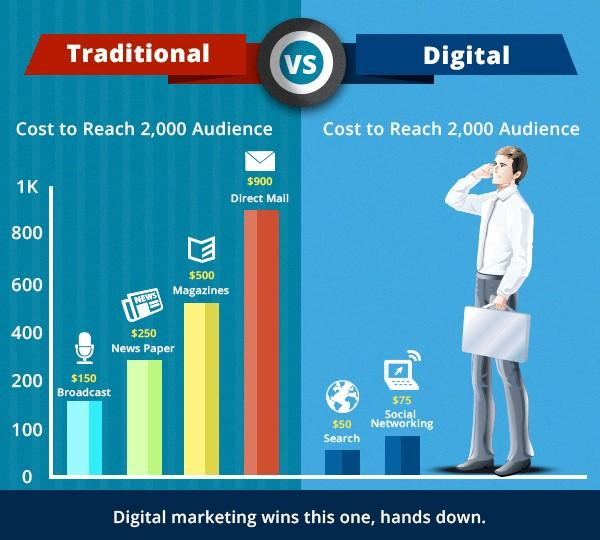 Traditional
VS
Digital
Cost to Reach 2,000 Audience
Cost to Reach 2,000 Audience
1K
800
600
400
200
100
0
$150
Broadcast
NEWS
$250
News Paper
$500
Magazines
$900
Direct Mail
$50
Search
$75
Social
Networking
Digital marketing wins this one, hands down.